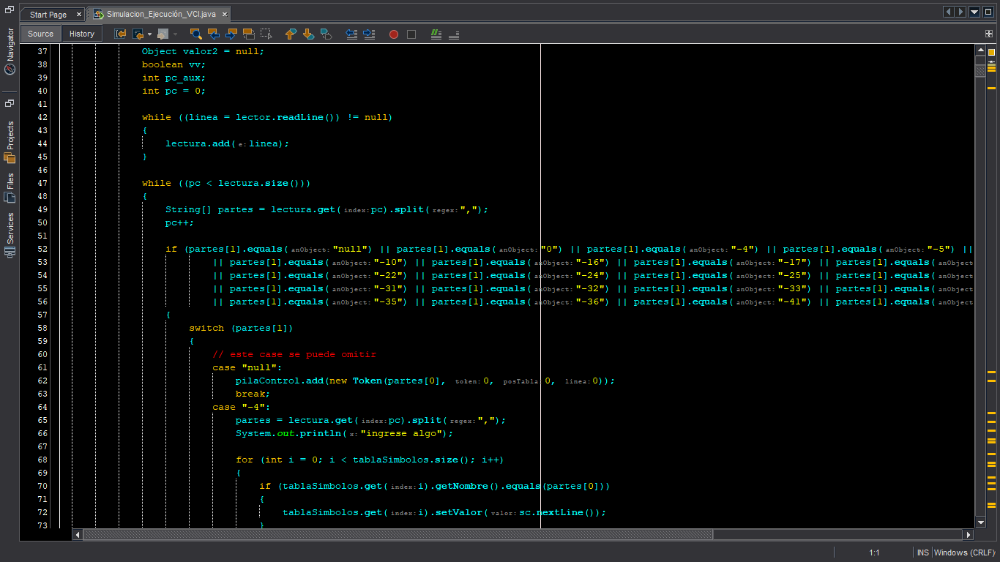 Start Page
Simulacion_Ejecución_VCI.java
Source
History
Navigator
Projects
Files
Services
37 Object valor2 = null;
38 boolean vv;
39 int pc_aux;
40 int pc = 0;
41
42 while ((linea = lector.readLine()) != null)
43 {
44 lectura.add(e: linea);
45 }
46
47 while ((pc < lectura.size()))
48 {
49 String[] partes = lectura.get(index: pc).split(regex: ",");
50 pc++;
51
52 if (partes[1].equals(anObject: "null") || partes[1].equals(anObject: "0") || partes[1].equals(anObject: "-4") || partes[1].equals(anObject: "-5") ||
53 || partes[1].equals(anObject: "-10") || partes[1].equals(anObject: "-16") || partes[1].equals(anObject: "-17") || partes[1].equals(anObject
54 || partes[1].equals(anObject: "-22") || partes[1].equals(anObject: "-24") || partes[1].equals(anObject: "-25") || partes[1].equals(anObject
55 || partes[1].equals(anObject: "-31") || partes[1].equals(anObject: "-32") || partes[1].equals(anObject: "-33") || partes[1].equals(anObject
56 || partes[1].equals(anObject: "-35") || partes[1].equals(anObject: "-36") || partes[1].equals(anObject: "-41") || partes[1].equals(anObject
57 {
58 switch (partes[1])
59 {
60 // este case se puede omitir
61 case "null":
62 pilaControl.add(new Token(partes[0], token: 0, posTabla: 0, linea: 0));
63 break;
64 case "-4":
65 partes = lectura.get(index: pc).split(regex: ",");
66 System.out.println(x: "ingrese algo");
67
68 for (int i = 0; i < tablaSimbolos.size(); i++)
69 {
70 if (tablaSimbolos.get(index: i).getNombre().equals(partes[0]))
71 {
72 tablaSimbolos.get(index: i).setValor(valor: sc.nextLine());
73 }
1:1
INS
Windows (CRLF)